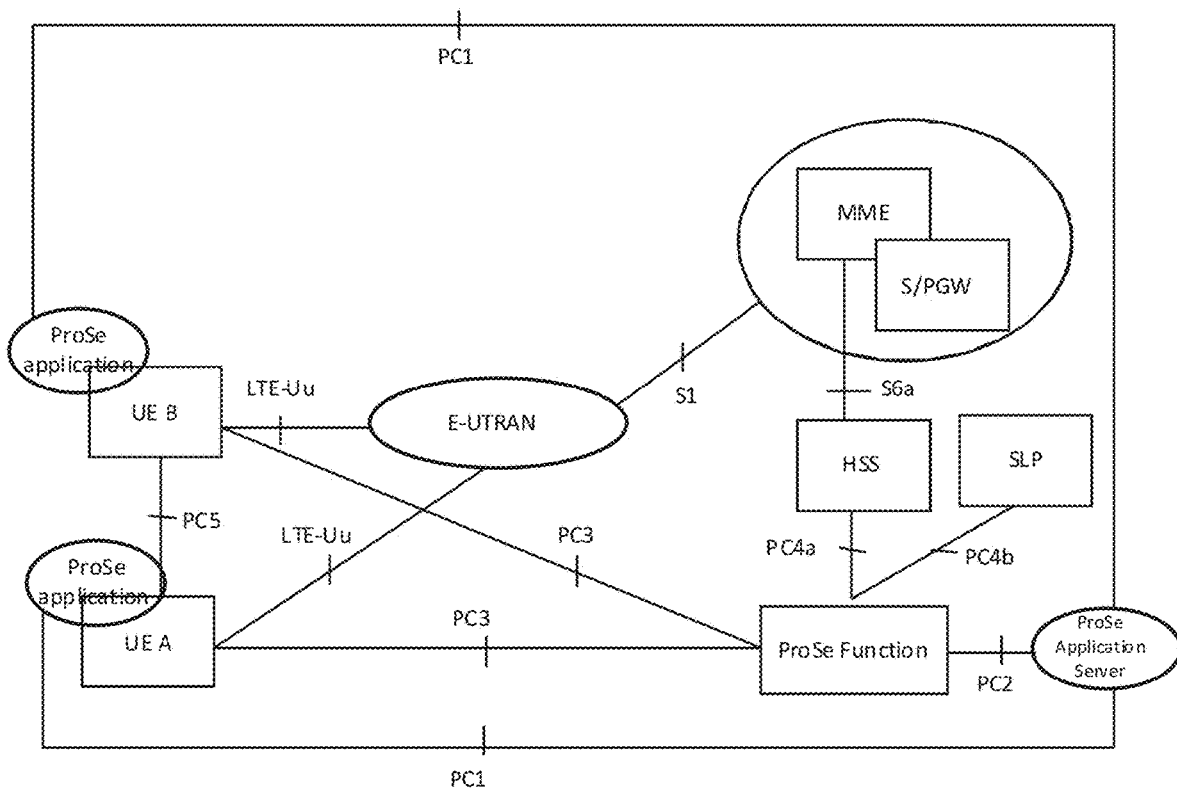 PC1
MME
S/PGW
ProSe
application
UE B
LTE-Uu
E-UTRAN
S1
S6a
HSS
SLP
PC5
LTE-Uu
PC3
PC4a
PC4b
ProSe
application
UE A
PC3
ProSe Function
PC2
ProSe
Application
Server
PC1